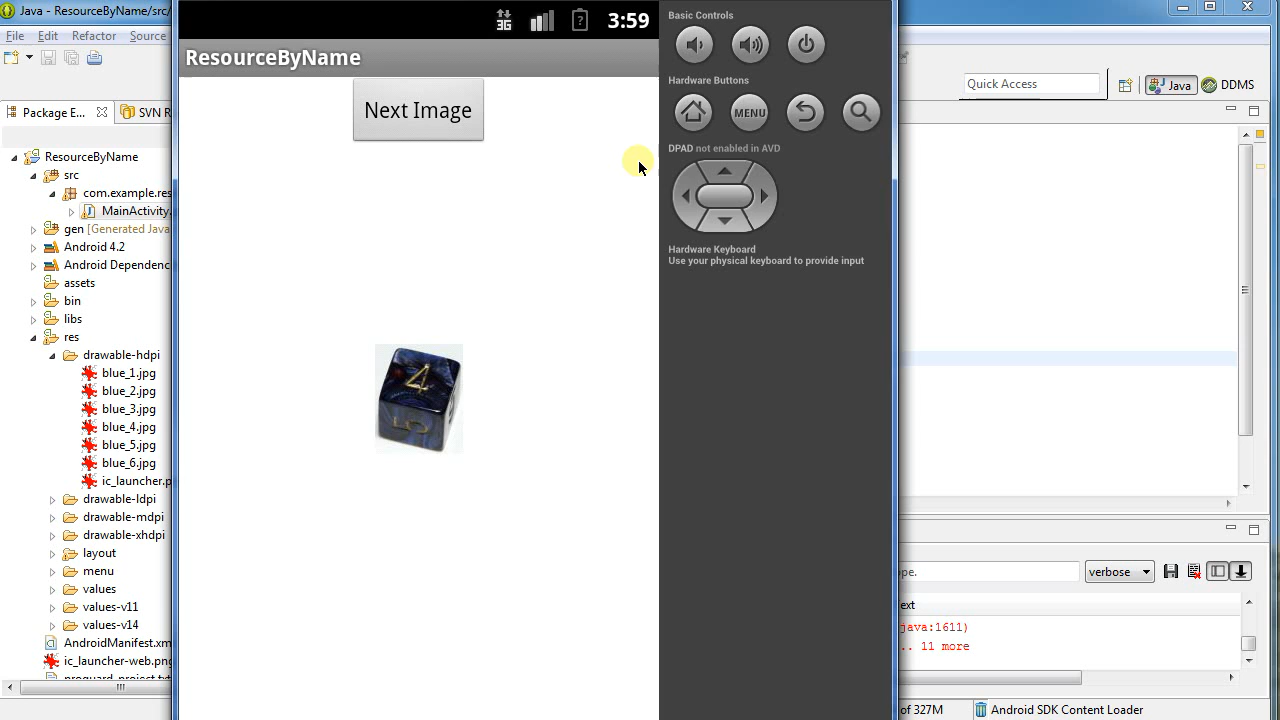 Java - ResourceByName/src/
File Edit Refactor Source
Quick Access
Java
DDMS
Package E...
SVN R
ResourceByName
src
com.example.res
MainActivity.
gen [Generated Java
Android 4.2
Android Dependenc
assets
bin
libs
res
drawable-hdpi
blue_1.jpg
blue_2.jpg
blue_3.jpg
blue_4.jpg
blue_5.jpg
blue_6.jpg
ic_launcher.p
drawable-ldpi
drawable-mdpi
drawable-xhdpi
layout
menu
values
values-v11
values-v14
AndroidManifest.xm
ic_launcher-web.png
proguard-project.txt
3G
3:59
ResourceByName
Next Image
4
Basic Controls
Hardware Buttons
MENU
DPAD not enabled in AVD
Hardware Keyboard
Use your physical keyboard to provide input
ope.
verbose
ext
java:1611)
.. 11 more
of 327M
Android SDK Content Loader